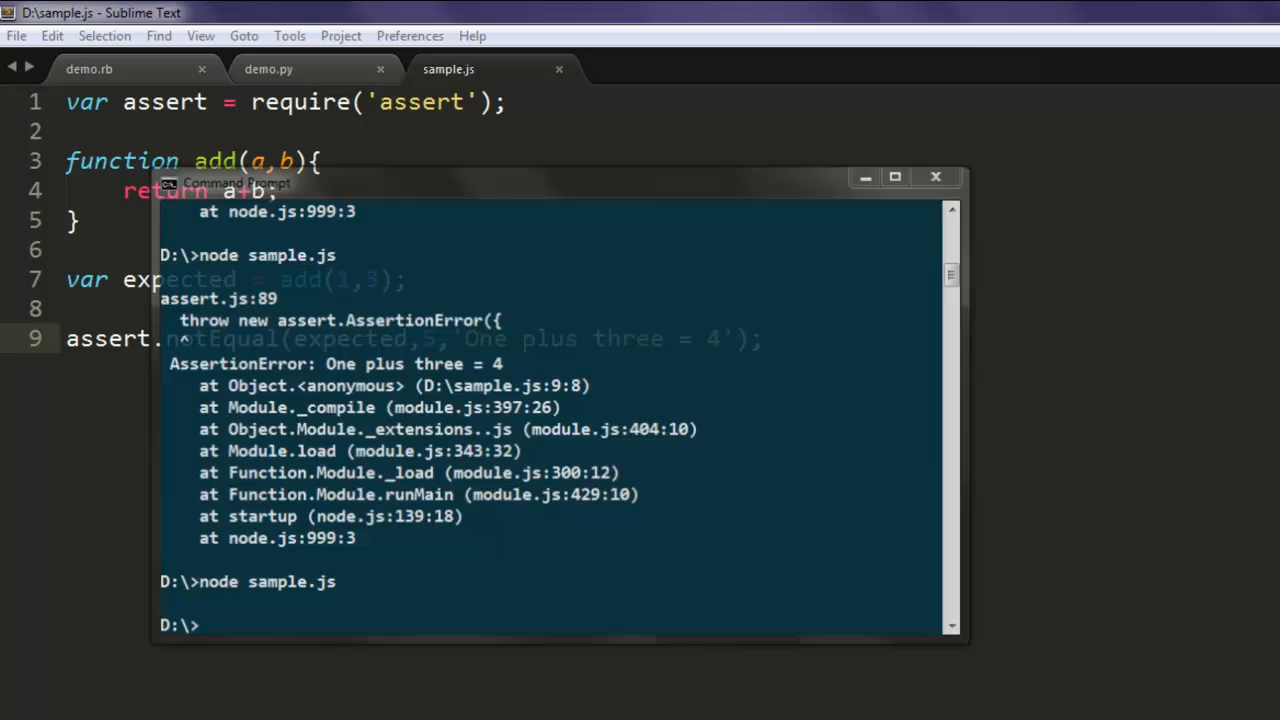 D:\sample.js - Sublime Text
File Edit Selection Find View Goto Tools Project Preferences Help
demo.rb demo.py sample.js
1 var assert = require('assert');
2
3 function add(a,b){
4 return a+b;
5 }
6
7 var expected = add(1,3);
8
9 assert.notEqual(expected,5,'One plus three = 4');
Command Prompt
at node.js:999:3
D:\>node sample.js
assert.js:89
throw new assert.AssertionError({
^
AssertionError: One plus three = 4
at Object.<anonymous> (D:\sample.js:9:8)
at Module._compile (module.js:397:26)
at Object.Module._extensions..js (module.js:404:10)
at Module.load (module.js:343:32)
at Function.Module._load (module.js:300:12)
at Function.Module.runMain (module.js:429:10)
at startup (node.js:139:18)
at node.js:999:3
D:\>node sample.js
D:\>